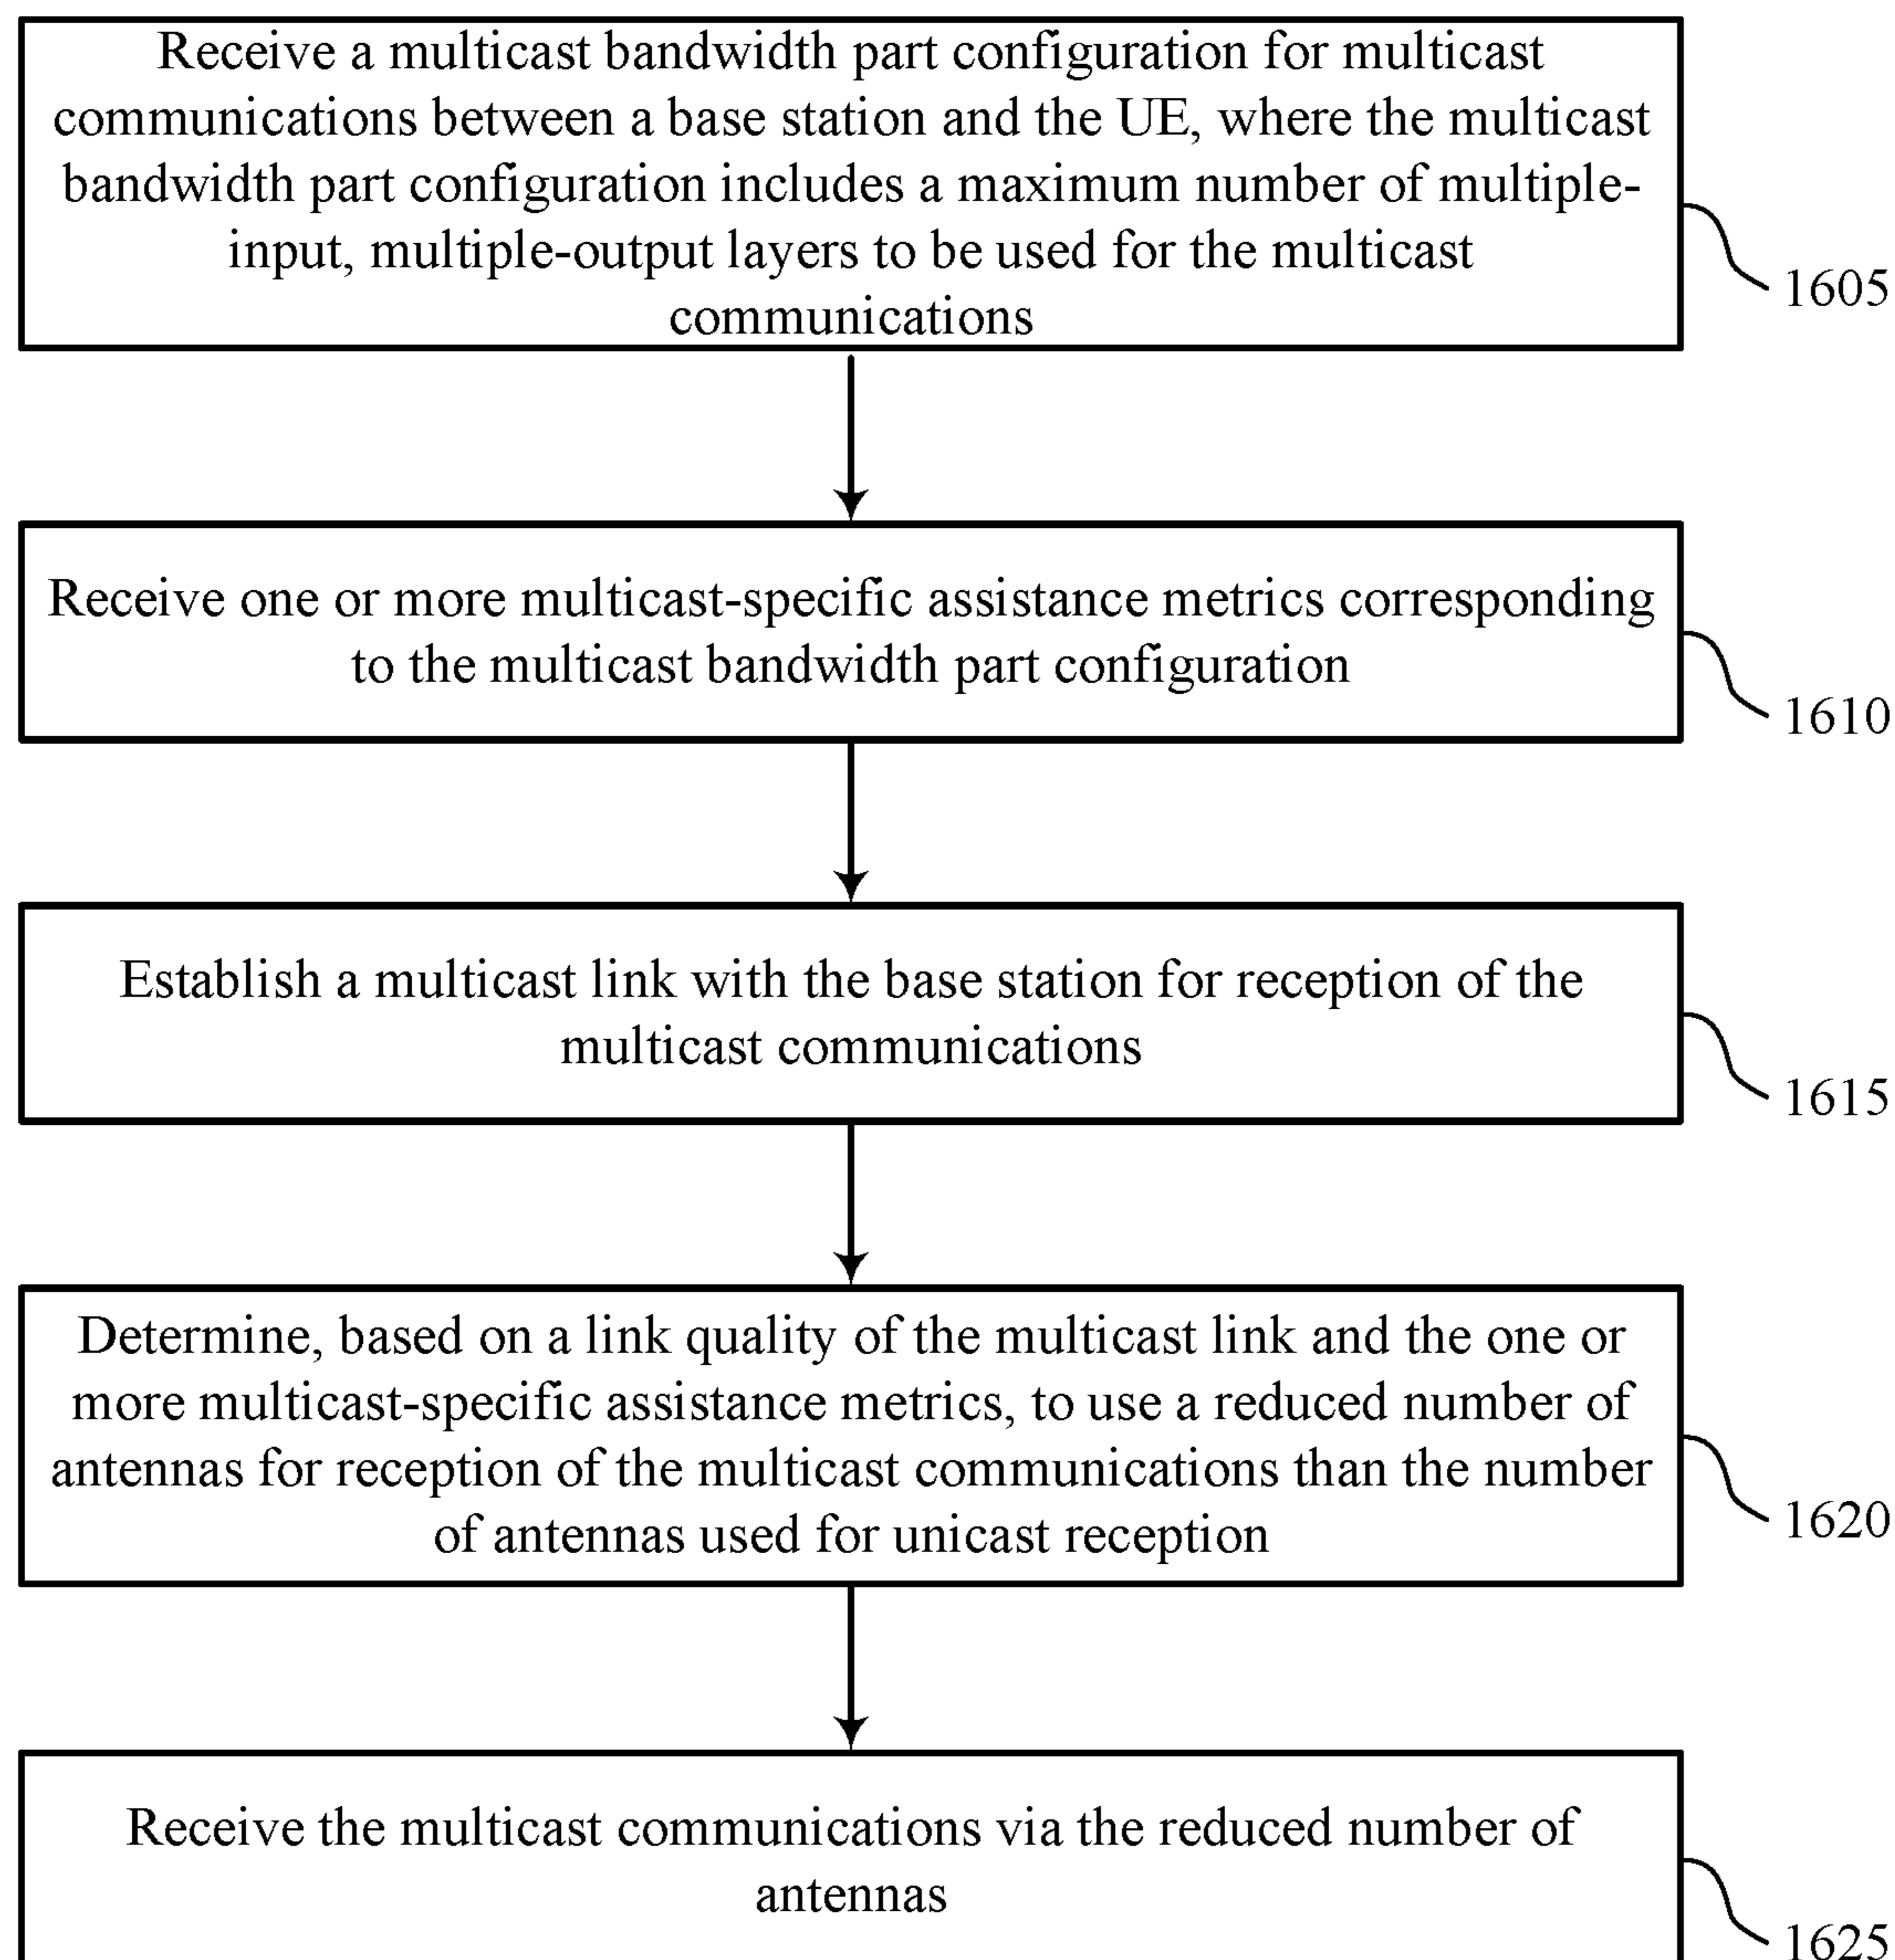 Receive a multicast bandwidth part configuration for multicast
communications between a base station and the UE, where the multicast
bandwidth part configuration includes a maximum number of multiple-
input, multiple-output layers to be used for the multicast
communications
1605
Receive one or more multicast-specific assistance metrics corresponding
to the multicast bandwidth part configuration
1610
Establish a multicast link with the base station for reception of the
multicast communications
1615
Determine, based on a link quality of the multicast link and the one or
more multicast-specific assistance metrics, to use a reduced number of
antennas for reception of the multicast communications than the number
of antennas used for unicast reception
1620
Receive the multicast communications via the reduced number of
antennas
1625